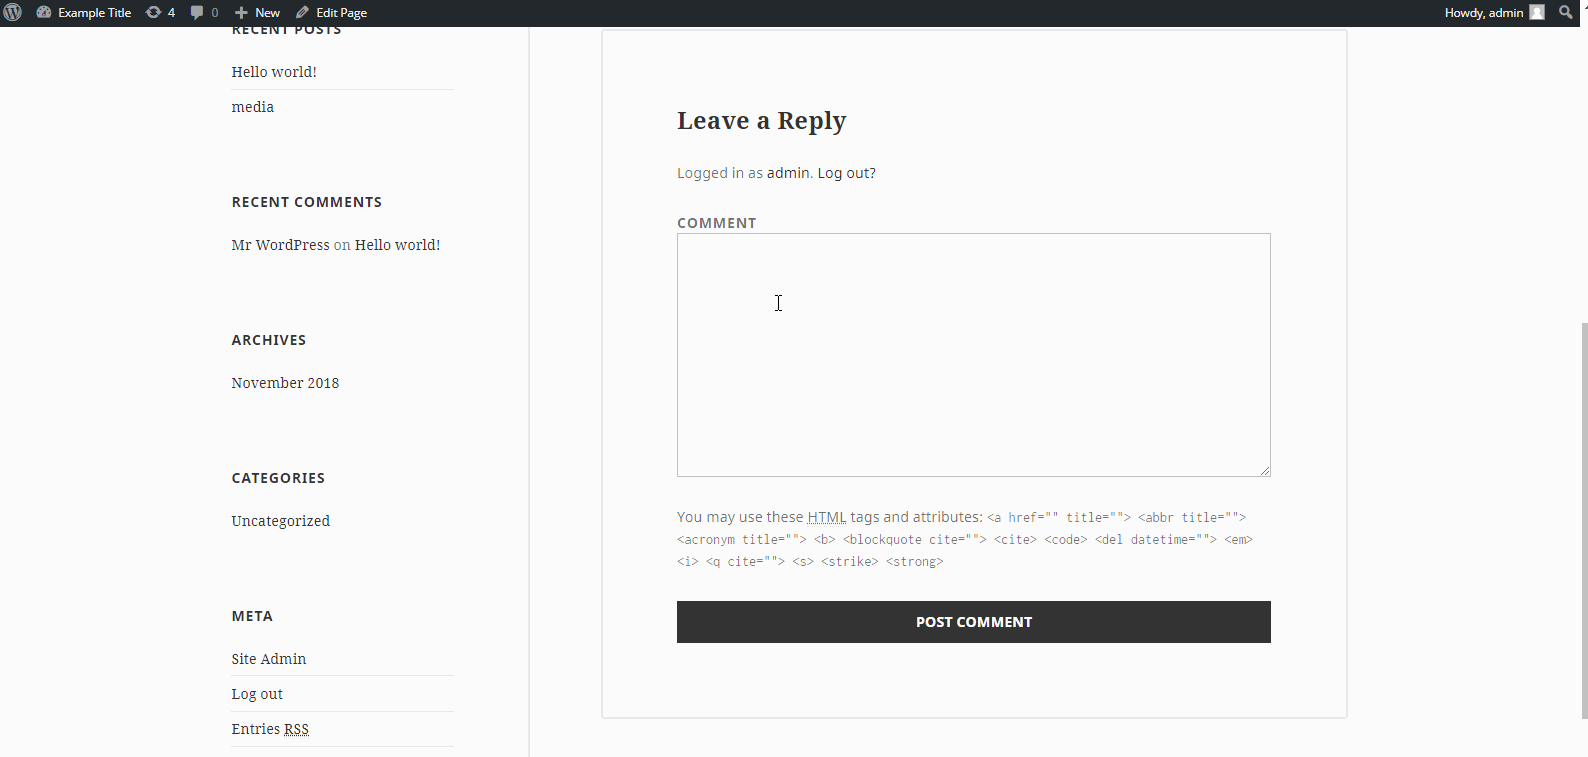 Example Title 4 0 New Edit Page Howdy, admin
RECENT POSTS
Hello world!
media
RECENT COMMENTS
Mr WordPress on Hello world!
ARCHIVES
November 2018
CATEGORIES
Uncategorized
META
Site Admin
Log out
Entries RSS
Leave a Reply
Logged in as admin. Log out?
COMMENT
You may use these HTML tags and attributes: <a href="" title=""> <abbr title="">
<acronym title=""> <b> <blockquote cite=""> <cite> <code> <del datetime=""> <em>
<i> <q cite=""> <s> <strike> <strong>
POST COMMENT